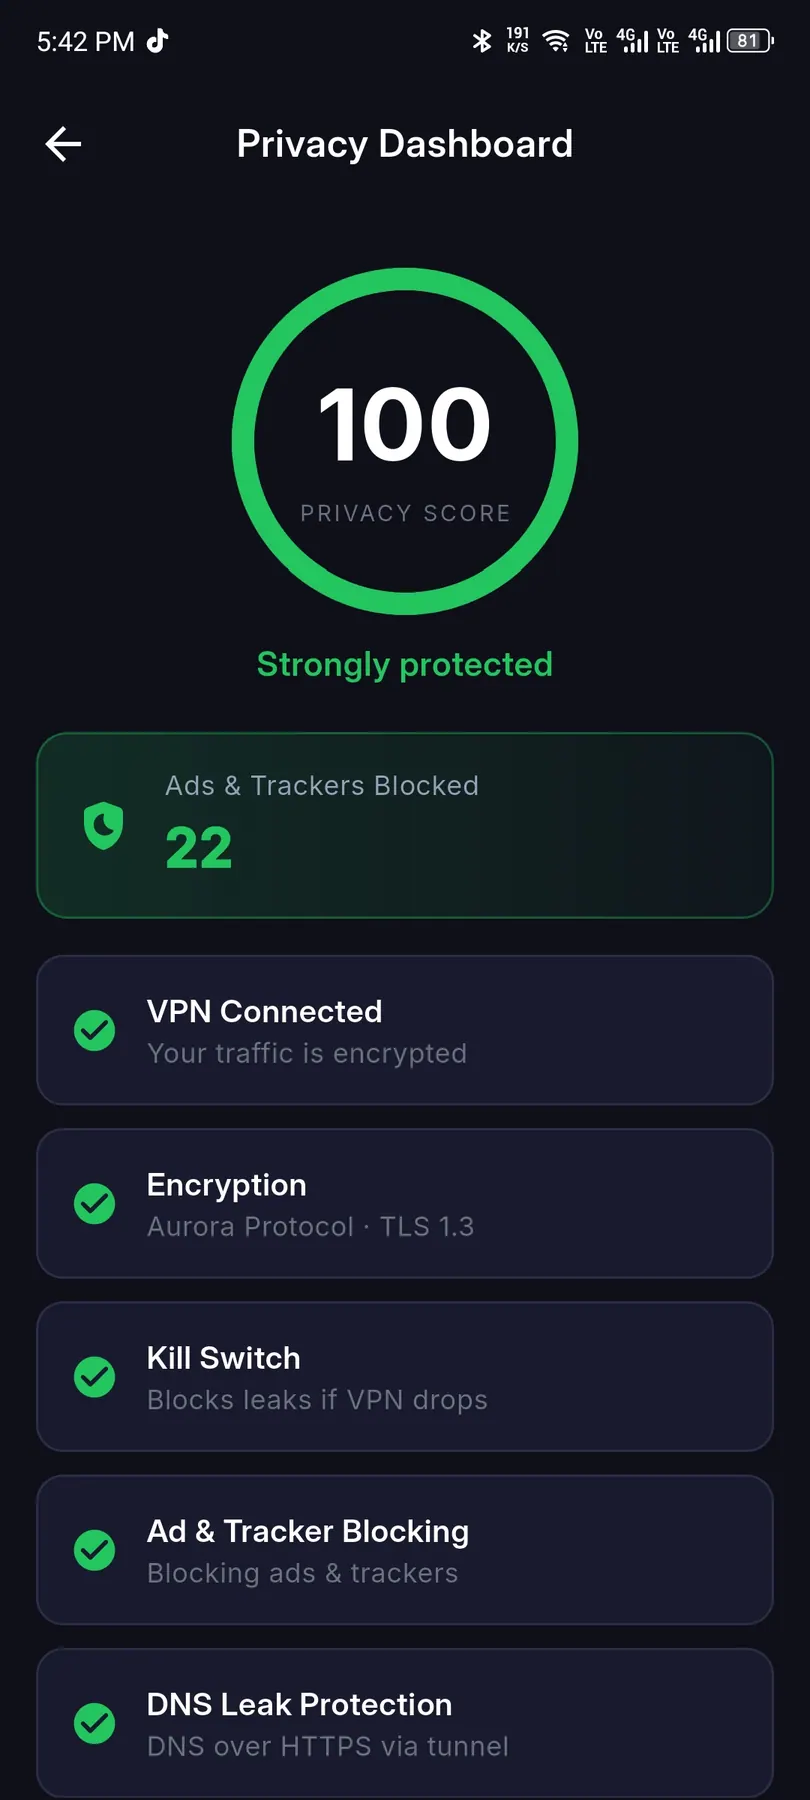 5:42 PM
191
K/S
Vo
LTE
4G
Vo
LTE
4G
81
Privacy Dashboard
100
PRIVACY SCORE
Strongly protected
Ads & Trackers Blocked
22
VPN Connected
Your traffic is encrypted
Encryption
Aurora Protocol · TLS 1.3
Kill Switch
Blocks leaks if VPN drops
Ad & Tracker Blocking
Blocking ads & trackers
DNS Leak Protection
DNS over HTTPS via tunnel